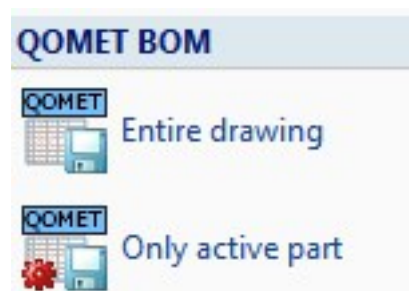 QOMET BOM
QOMET
Entire drawing
QOMET
Only active part